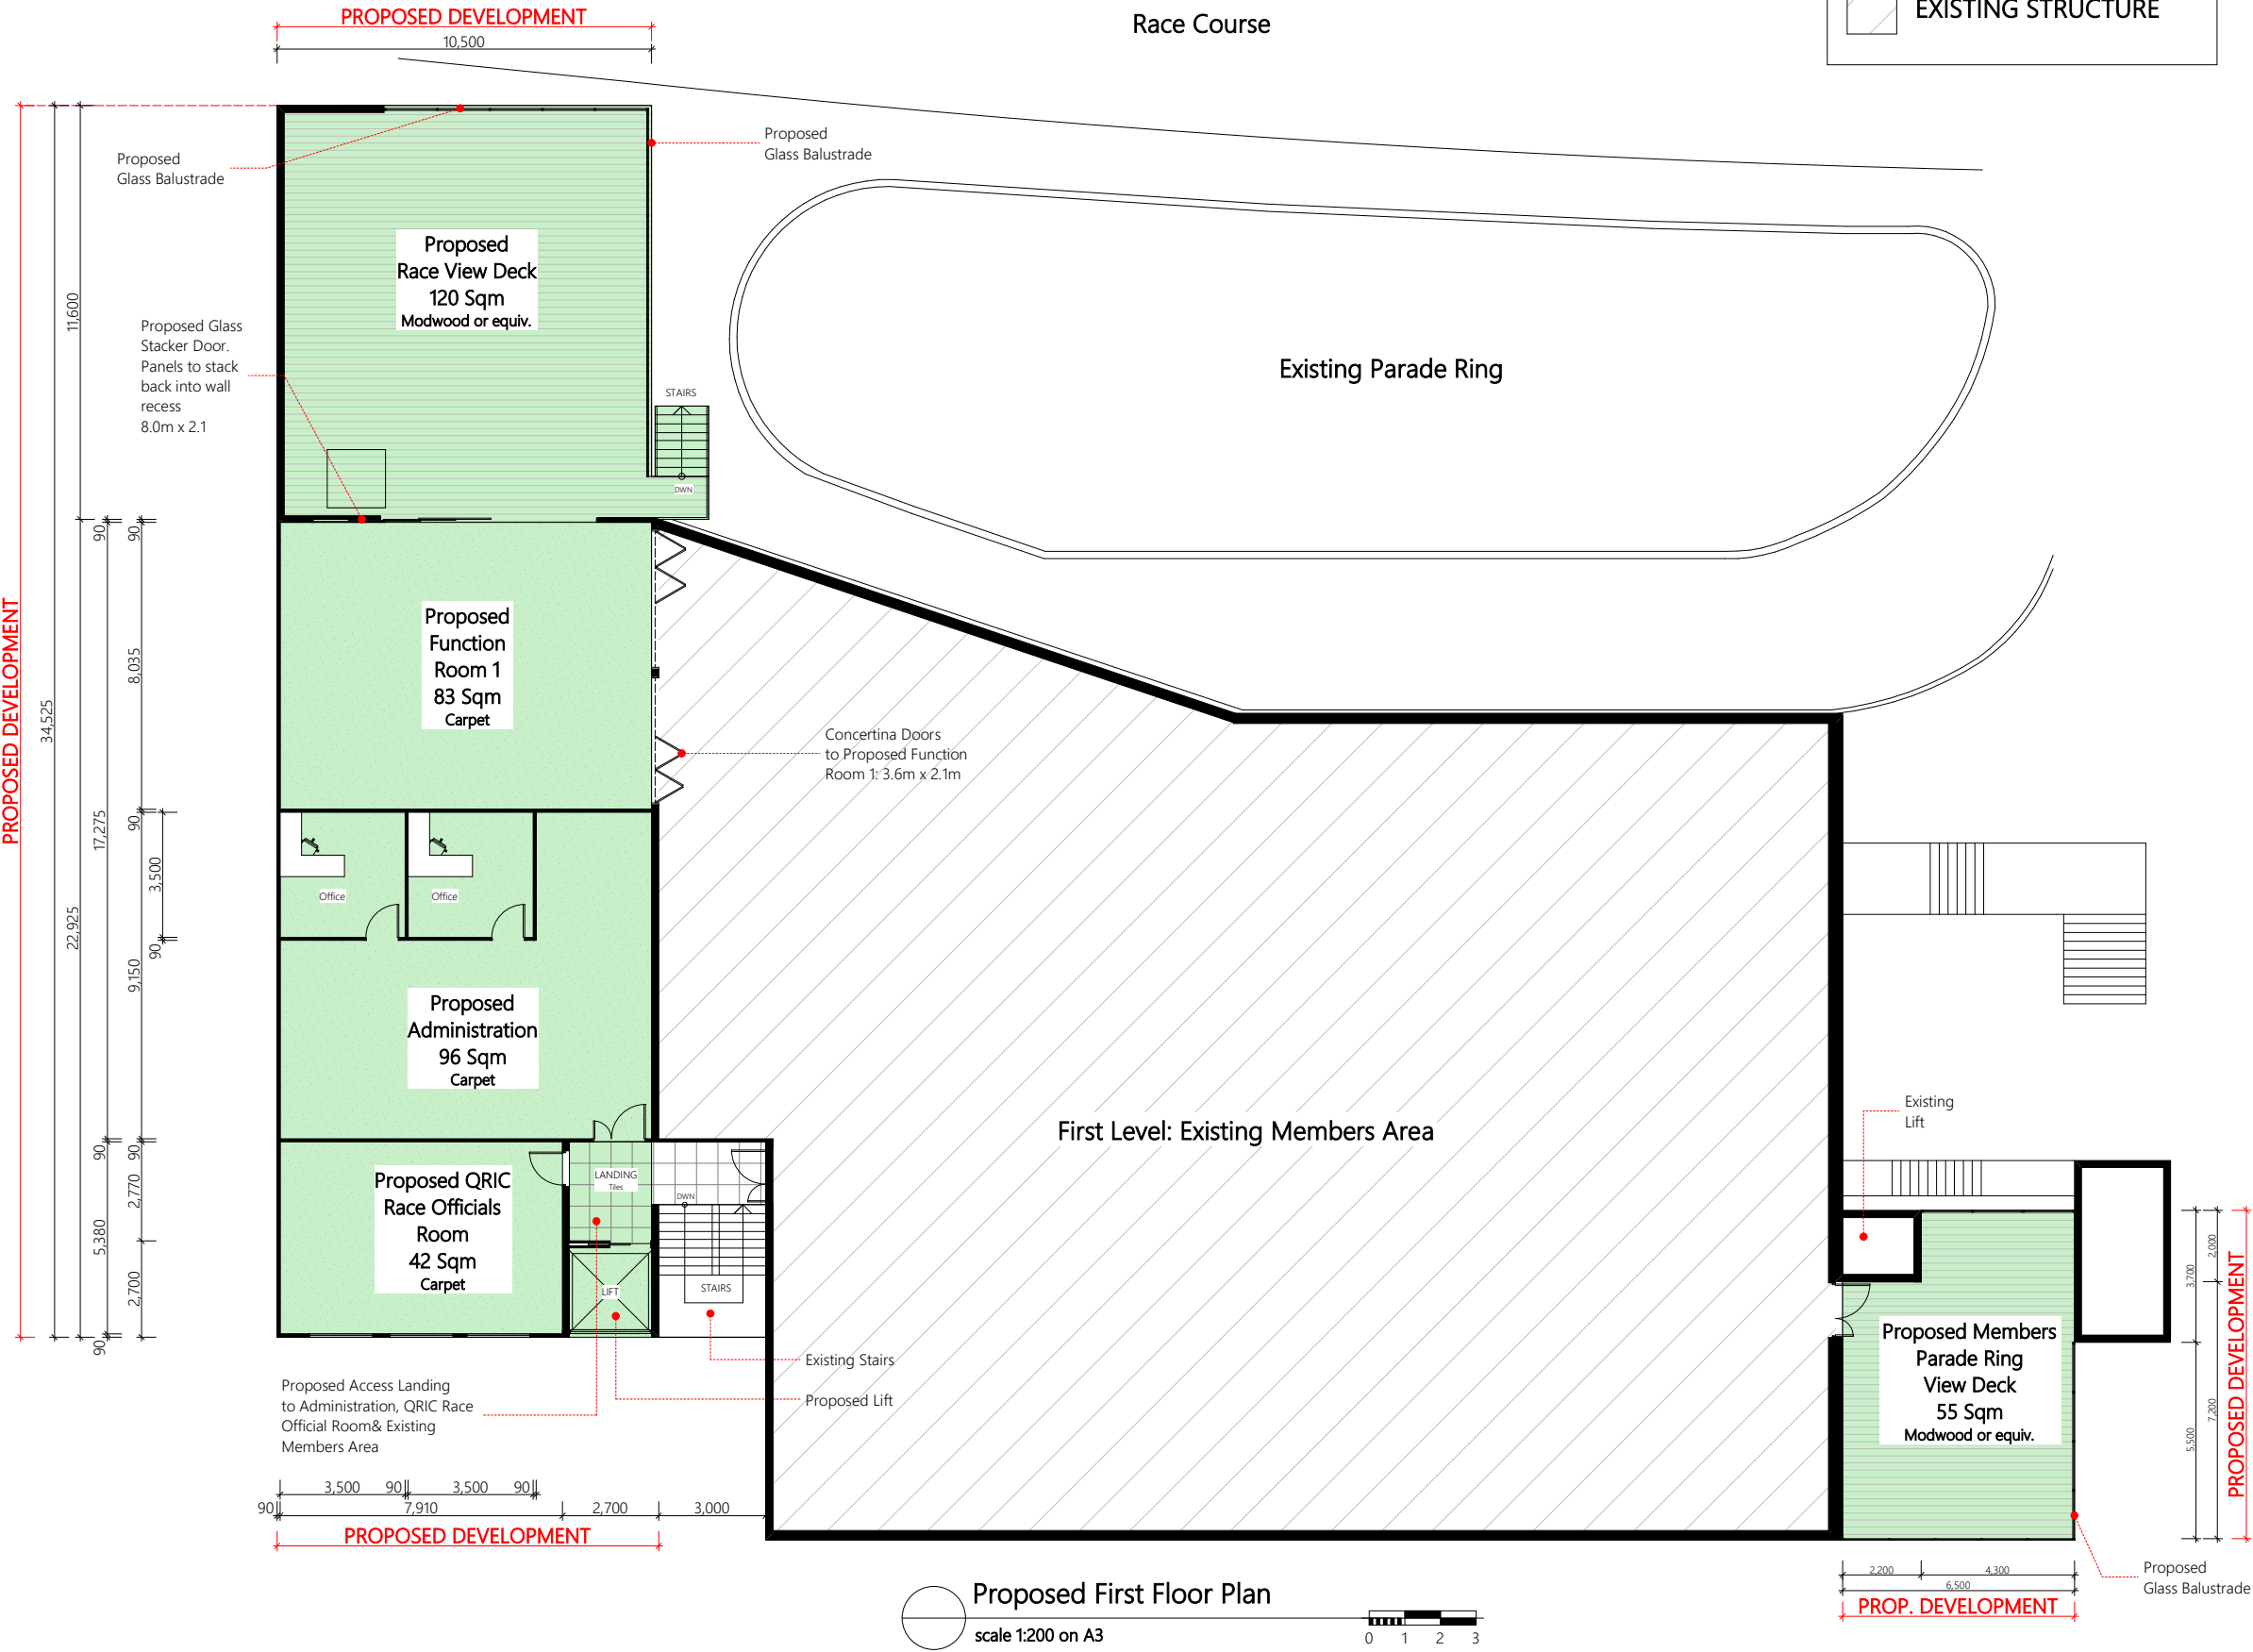 PROPOSED DEVELOPMENT
10,500
Race Course
EXISTING STRUCTURE
Proposed
Glass Balustrade
Proposed
Glass Balustrade
Proposed
Race View Deck
120 Sqm
Modwood or equiv.
11,600
Proposed Glass
Stacker Door.
Panels to stack
back into wall
recess
8.0m x 2.1
STAIRS
DWN
Existing Parade Ring
90
90
Proposed
Function
Room 1
83 Sqm
Carpet
8,035
PROPOSED DEVELOPMENT
34,525
Concertina Doors
to Proposed Function
Room 1: 3.6m x 2.1m
17,275
90
3,500
Office
Office
22,925
90
9,150
Proposed
Administration
96 Sqm
Carpet
First Level: Existing Members Area
Existing
Lift
90
90
2,770
5,380
2,700
90
Proposed QRIC
Race Officials
Room
42 Sqm
Carpet
LANDING
Tiles
DWN
LIFT
STAIRS
Existing Stairs
Proposed Lift
Proposed Access Landing
to Administration, QRIC Race
Official Room& Existing
Members Area
Proposed Members
Parade Ring
View Deck
55 Sqm
Modwood or equiv.
2,000
3,700
7,200
5,500
PROPOSED DEVELOPMENT
3,500
90
3,500
90
90
7,910
2,700
3,000
PROPOSED DEVELOPMENT
2,200
4,300
6,500
PROP. DEVELOPMENT
Proposed
Glass Balustrade
Proposed First Floor Plan
scale 1:200 on A3
0 1 2 3